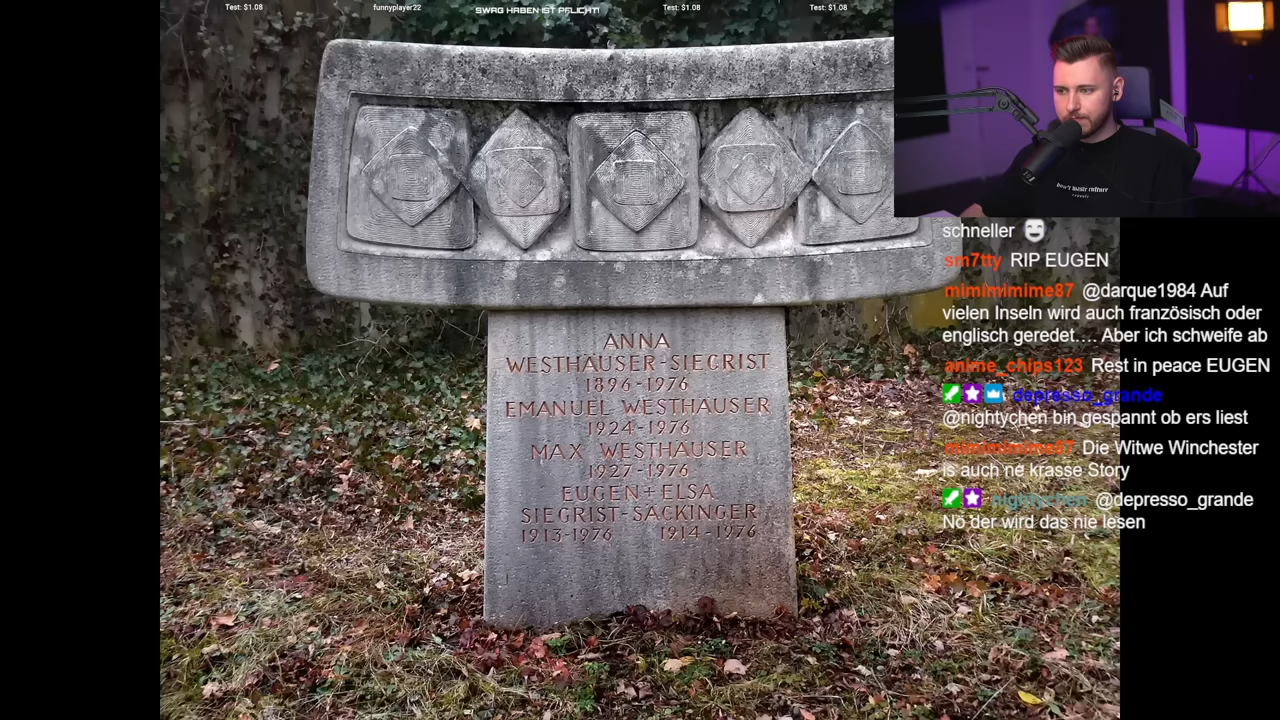 Test: $1.08
funnyplayer22
SWAG HABEN IST PFLICHT!
Test: $1.08
Test: $1.08
ANNA
WESTHÄUSER-SIEGRIST
1896-1976
EMANUEL WESTHÄUSER
1924-1976
MAX WESTHÄUSER
1927-1976
EUGEN+ELSA
SIEGRIST-SÄCKINGER
1913-1976 1914-1976
schneller
sm7tty RIP EUGEN
mimimimime87 @darque1984 Auf
vielen Inseln wird auch französisch oder
englisch geredet…. Aber ich schweife ab
anime_chips123 Rest in peace EUGEN
depresso_grande
@nightychen bin gespannt ob ers liest
mimimimime87 Die Witwe Winchester
is auch ne krasse Story
nightychen @depresso_grande
Nö der wird das nie lesen